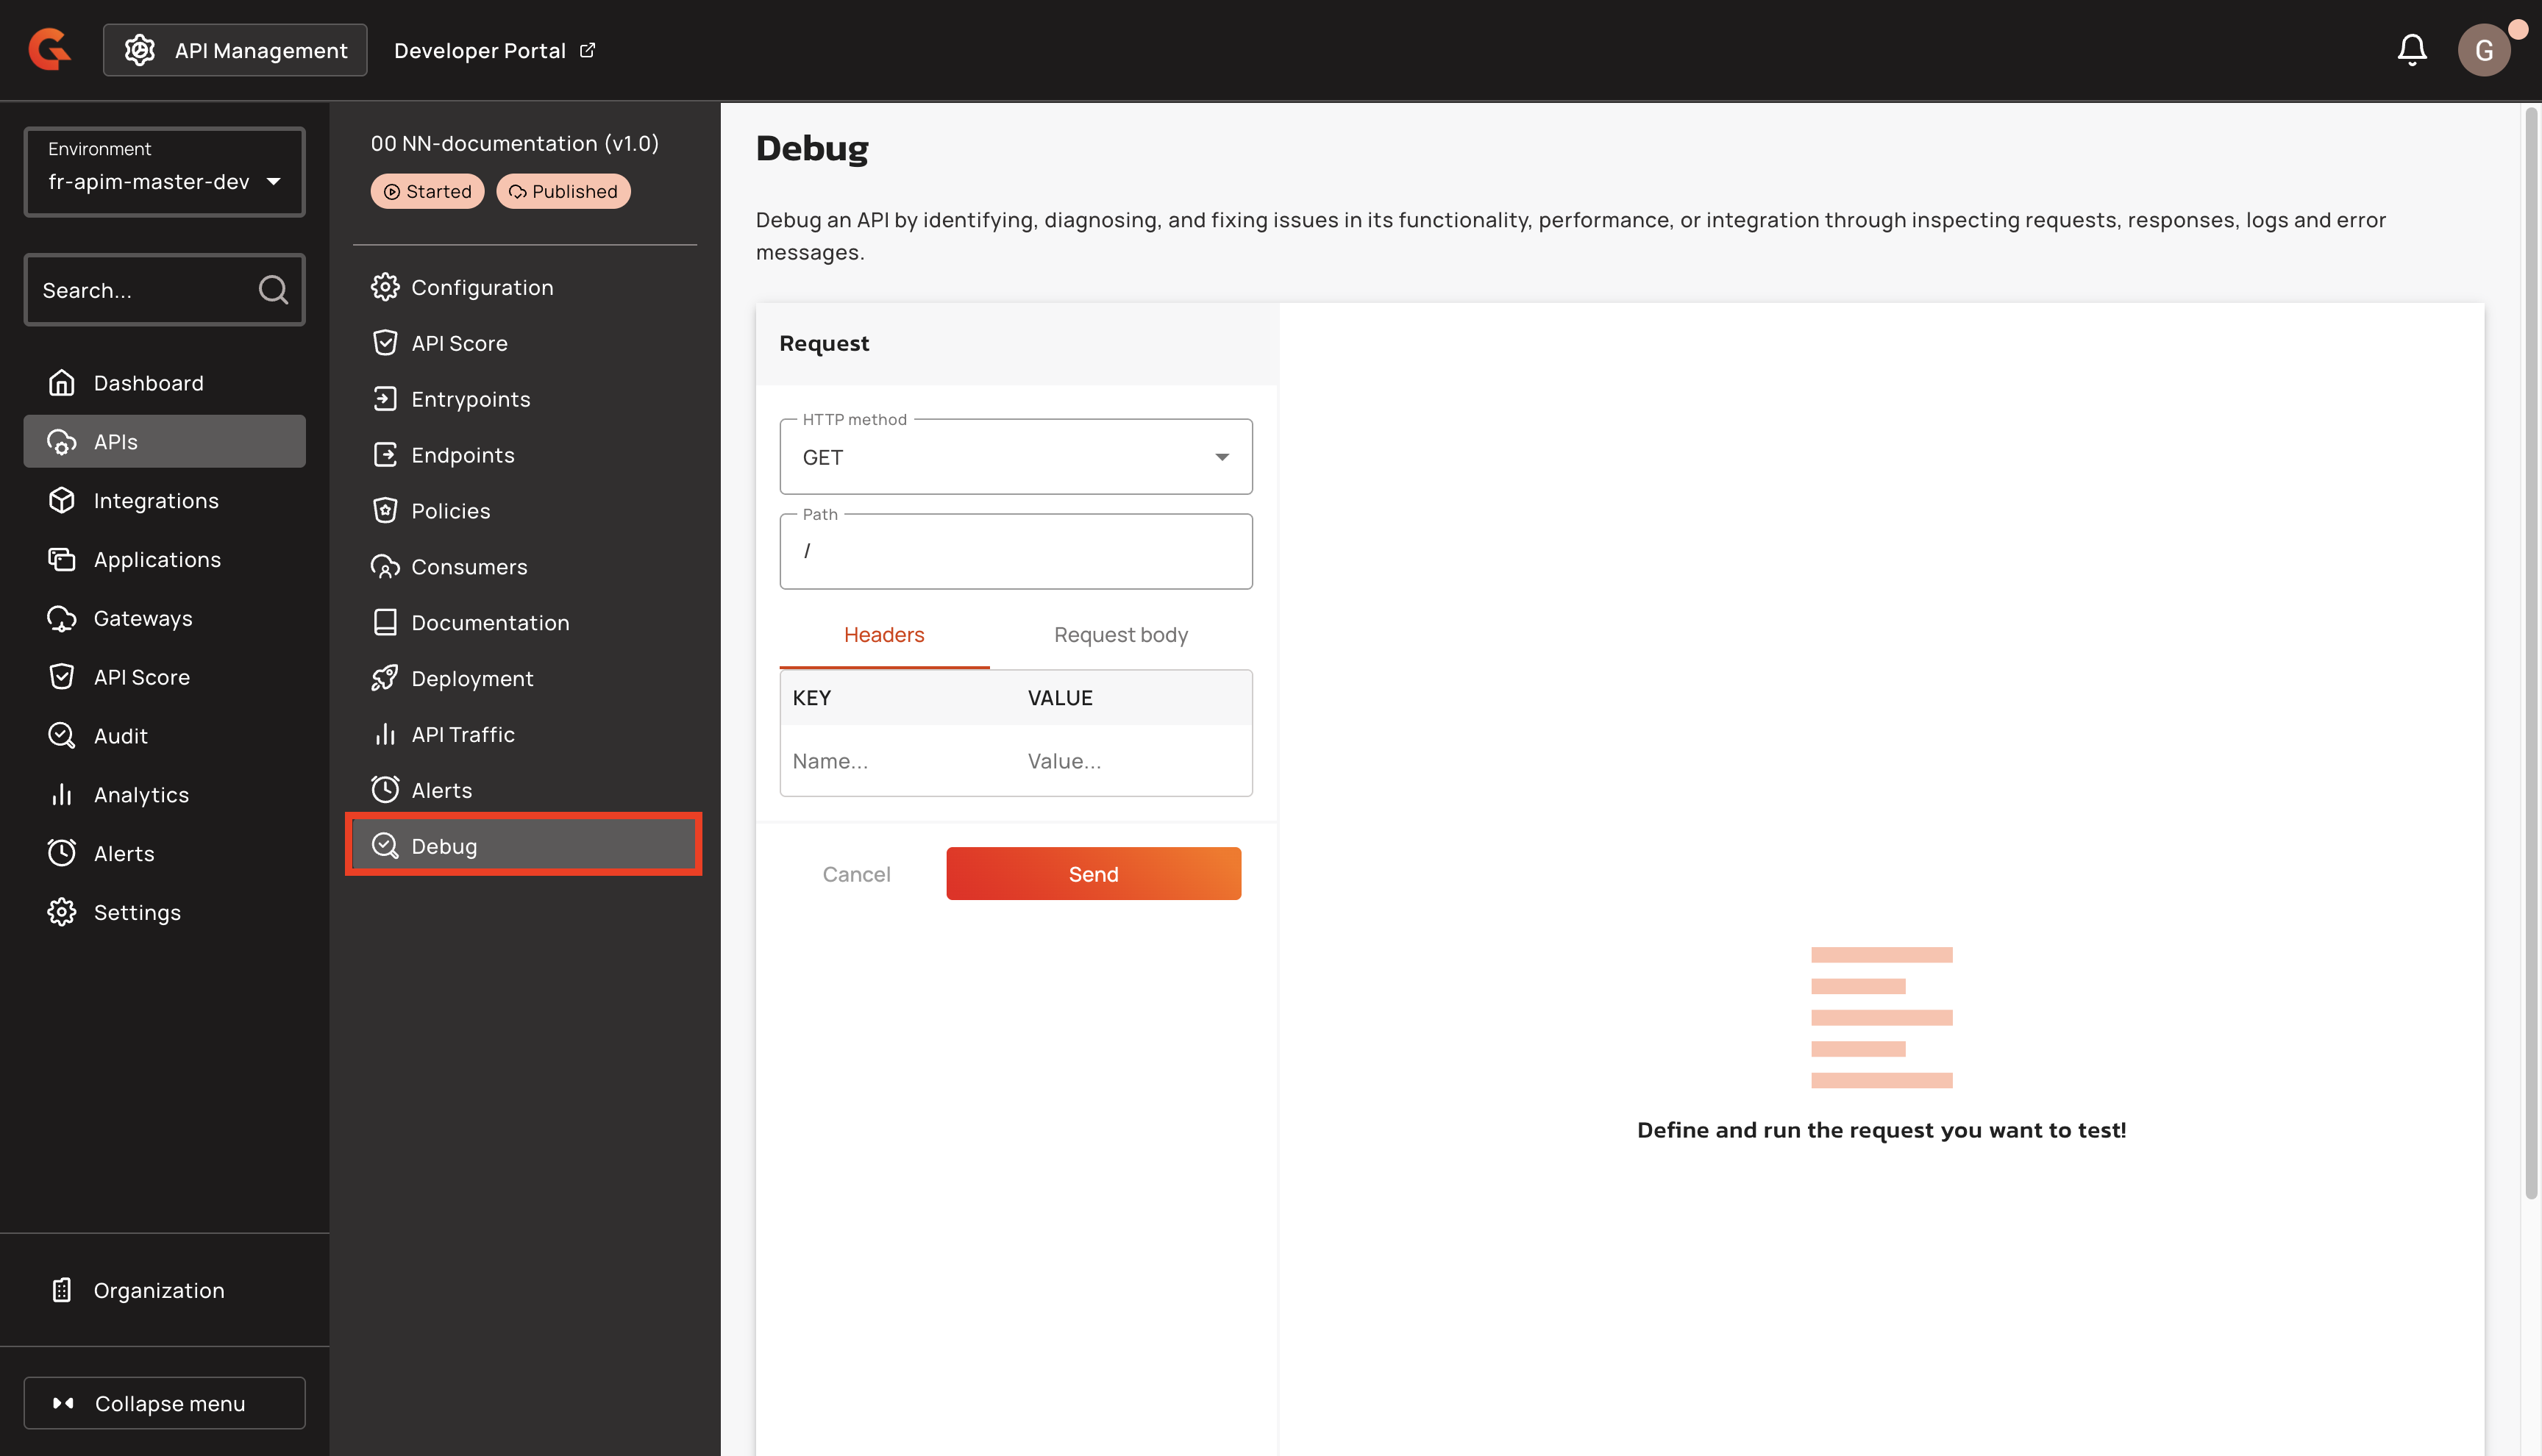 API Management
Developer Portal
G
Environment
fr-apim-master-dev
Search...
Dashboard
APIs
Integrations
Applications
Gateways
API Score
Audit
Analytics
Alerts
Settings
Organization
Collapse menu
00 NN-documentation (v1.0)
Started
Published
Configuration
API Score
Entrypoints
Endpoints
Policies
Consumers
Documentation
Deployment
API Traffic
Alerts
Debug
Debug
Debug an API by identifying, diagnosing, and fixing issues in its functionality, performance, or integration through inspecting requests, responses, logs and error
messages.
Request
HTTP method
GET
Path
/
Headers Request body
KEY VALUE
Name... Value...
Cancel Send
Define and run the request you want to test!